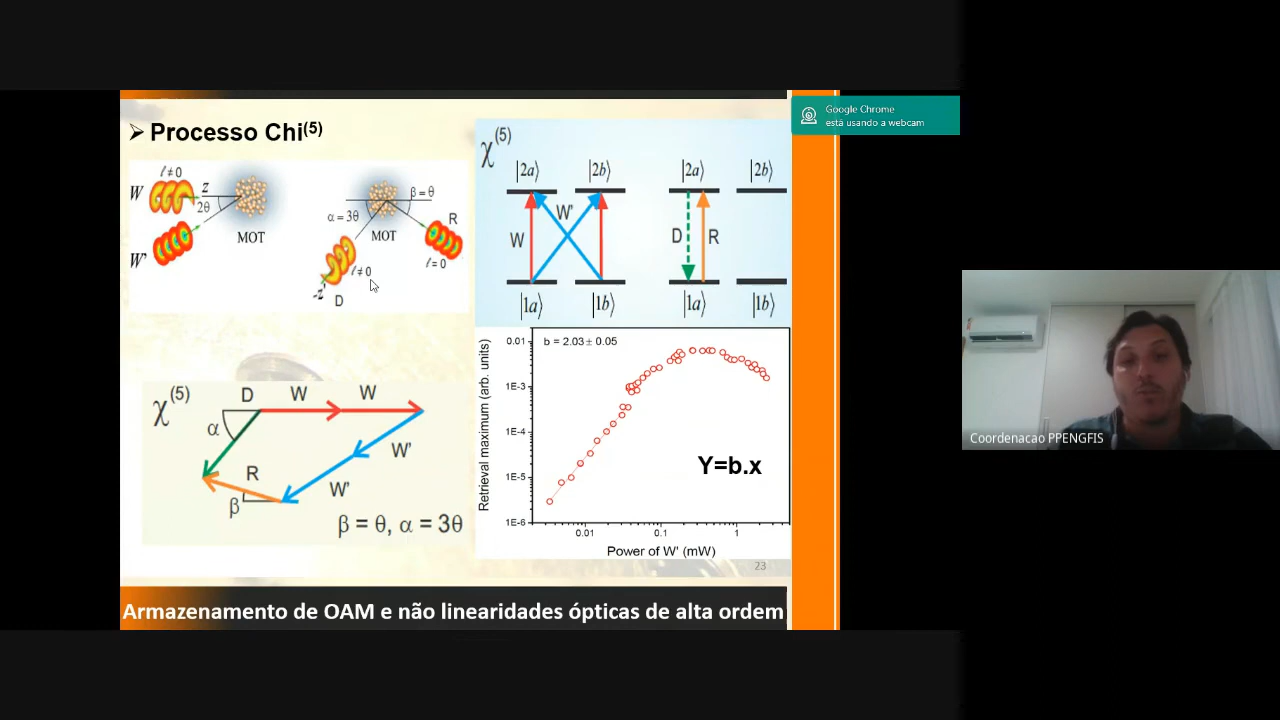 Google Chrome
está usando a webcam
➢ Processo Chi(5)
W
ℓ≠0
z
2θ
W'
MOT
β = θ
α = 3θ
MOT
R
ℓ=0
ℓ≠0
-z
D
χ(5)
|2a⟩ |2b⟩ |2a⟩ |2b⟩
W W' D R
|1a⟩ |1b⟩ |1a⟩ |1b⟩
χ(5)
D W W
α
W'
R
W'
β
β = θ, α = 3θ
b = 2.03 ± 0.05
Retrieval maximum (arb. units)
0.01
1E-3
1E-4
1E-5
1E-6
Y=b.x
0.01 0.1 1
Power of W' (mW)
23
Armazenamento de OAM e não linearidades ópticas de alta ordem
Coordenacao PPENGFIS